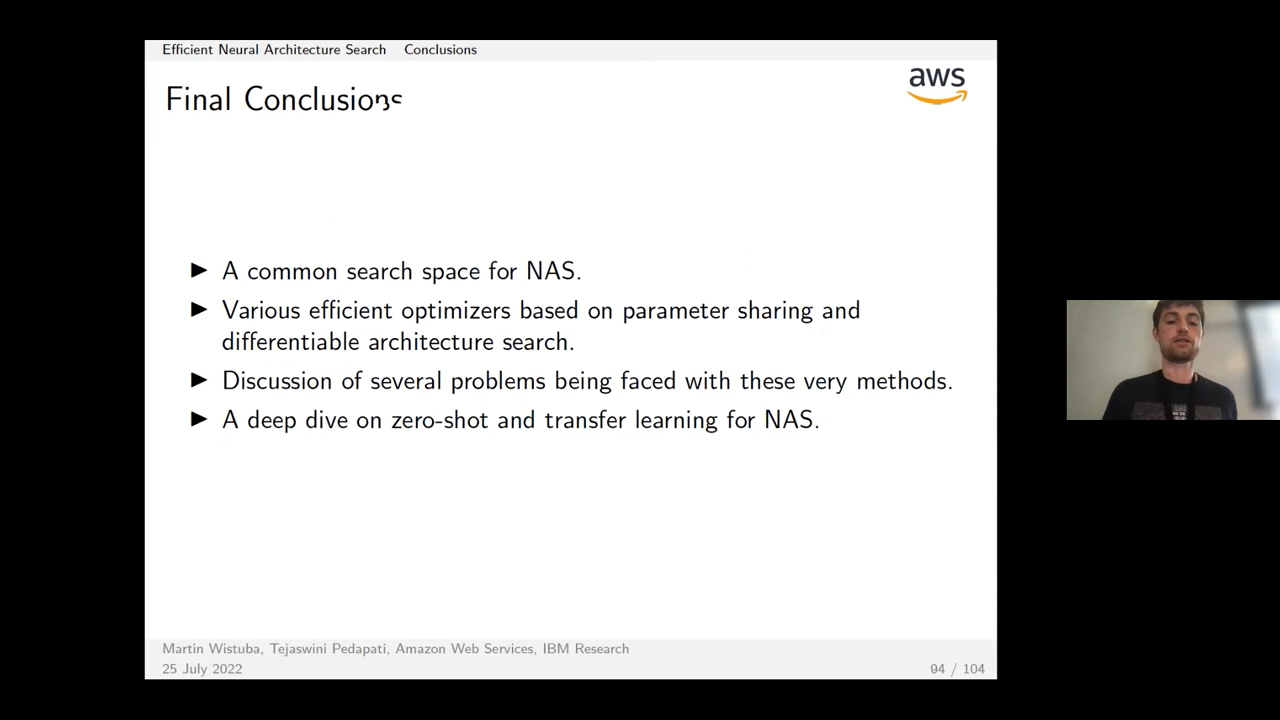 Efficient Neural Architecture Search Conclusions
aws
Final Conclusions
A common search space for NAS.
Various efficient optimizers based on parameter sharing and
differentiable architecture search.
Discussion of several problems being faced with these very methods.
A deep dive on zero-shot and transfer learning for NAS.
Martin Wistuba, Tejaswini Pedapati, Amazon Web Services, IBM Research
25 July 2022 94 / 104